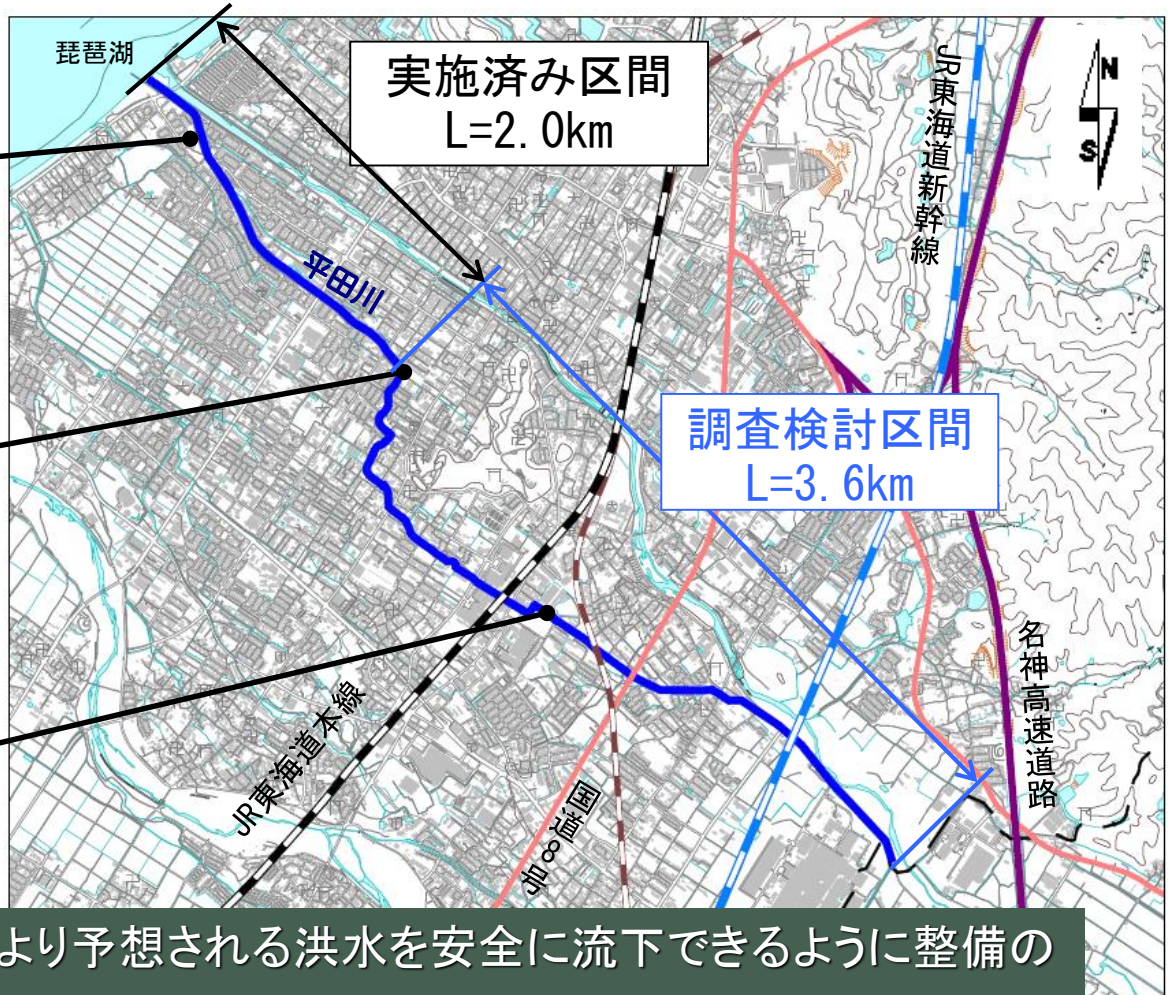 琵琶湖
実施済み区間
L=2.0km
JR東海道新幹線
N
S
平田川
調査検討区間
L=3.6km
名神高速道路
JR東海道本線
国道8号
より予想される洪水を安全に流下できるように整備の